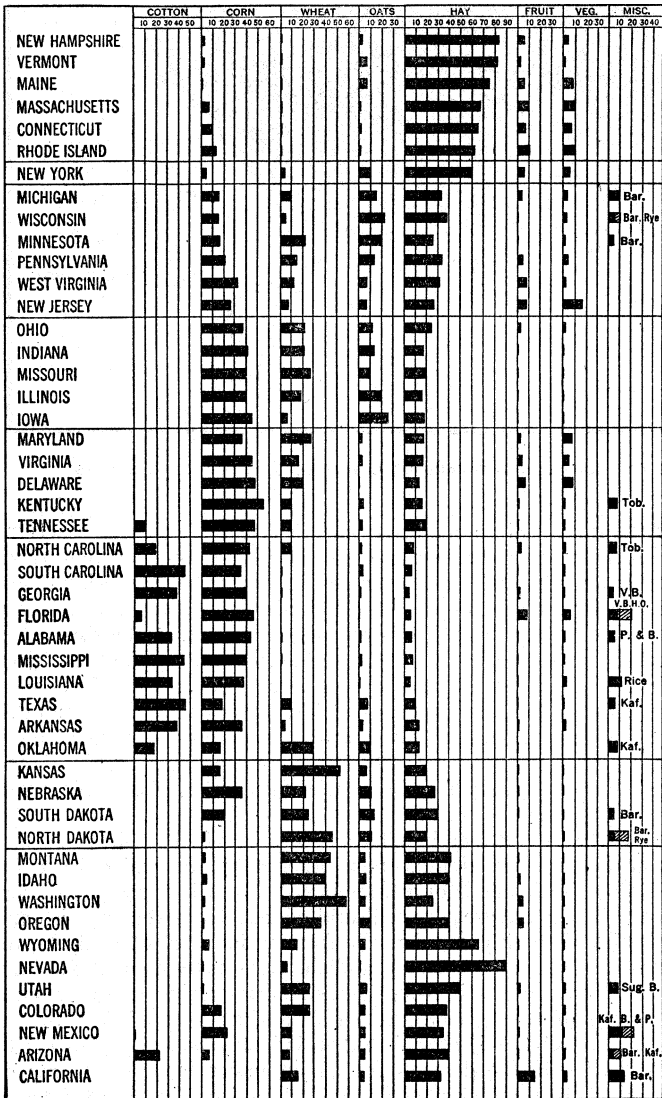 COTTON CORN WHEAT OATS HAY FRUIT VEG. MISC.
10 20 30 40 50 10 20 30 40 50 60 10 20 30 40 50 60 10 20 30 10 20 30 40 50 60 70 80 90 10 20 30 10 20 30 10 20 30 40
NEW HAMPSHIRE
VERMONT
MAINE
MASSACHUSETTS
CONNECTICUT
RHODE ISLAND
NEW YORK
MICHIGAN Bar.
WISCONSIN Bar. Rye
MINNESOTA Bar.
PENNSYLVANIA
WEST VIRGINIA
NEW JERSEY
OHIO
INDIANA
MISSOURI
ILLINOIS
IOWA
MARYLAND
VIRGINIA
DELAWARE
KENTUCKY Tob.
TENNESSEE
NORTH CAROLINA Tob.
SOUTH CAROLINA
GEORGIA V.B.
V.B.H.O.
FLORIDA
ALABAMA P. & B.
MISSISSIPPI
LOUISIANA Rice
TEXAS Kaf.
ARKANSAS
OKLAHOMA Kaf.
KANSAS
NEBRASKA
SOUTH DAKOTA Bar.
NORTH DAKOTA Bar.
Rye
MONTANA
IDAHO
WASHINGTON
OREGON
WYOMING
NEVADA
UTAH Sug. B.
COLORADO
Kaf. B. & P.
NEW MEXICO
ARIZONA Bar. Kaf.
CALIFORNIA Bar.